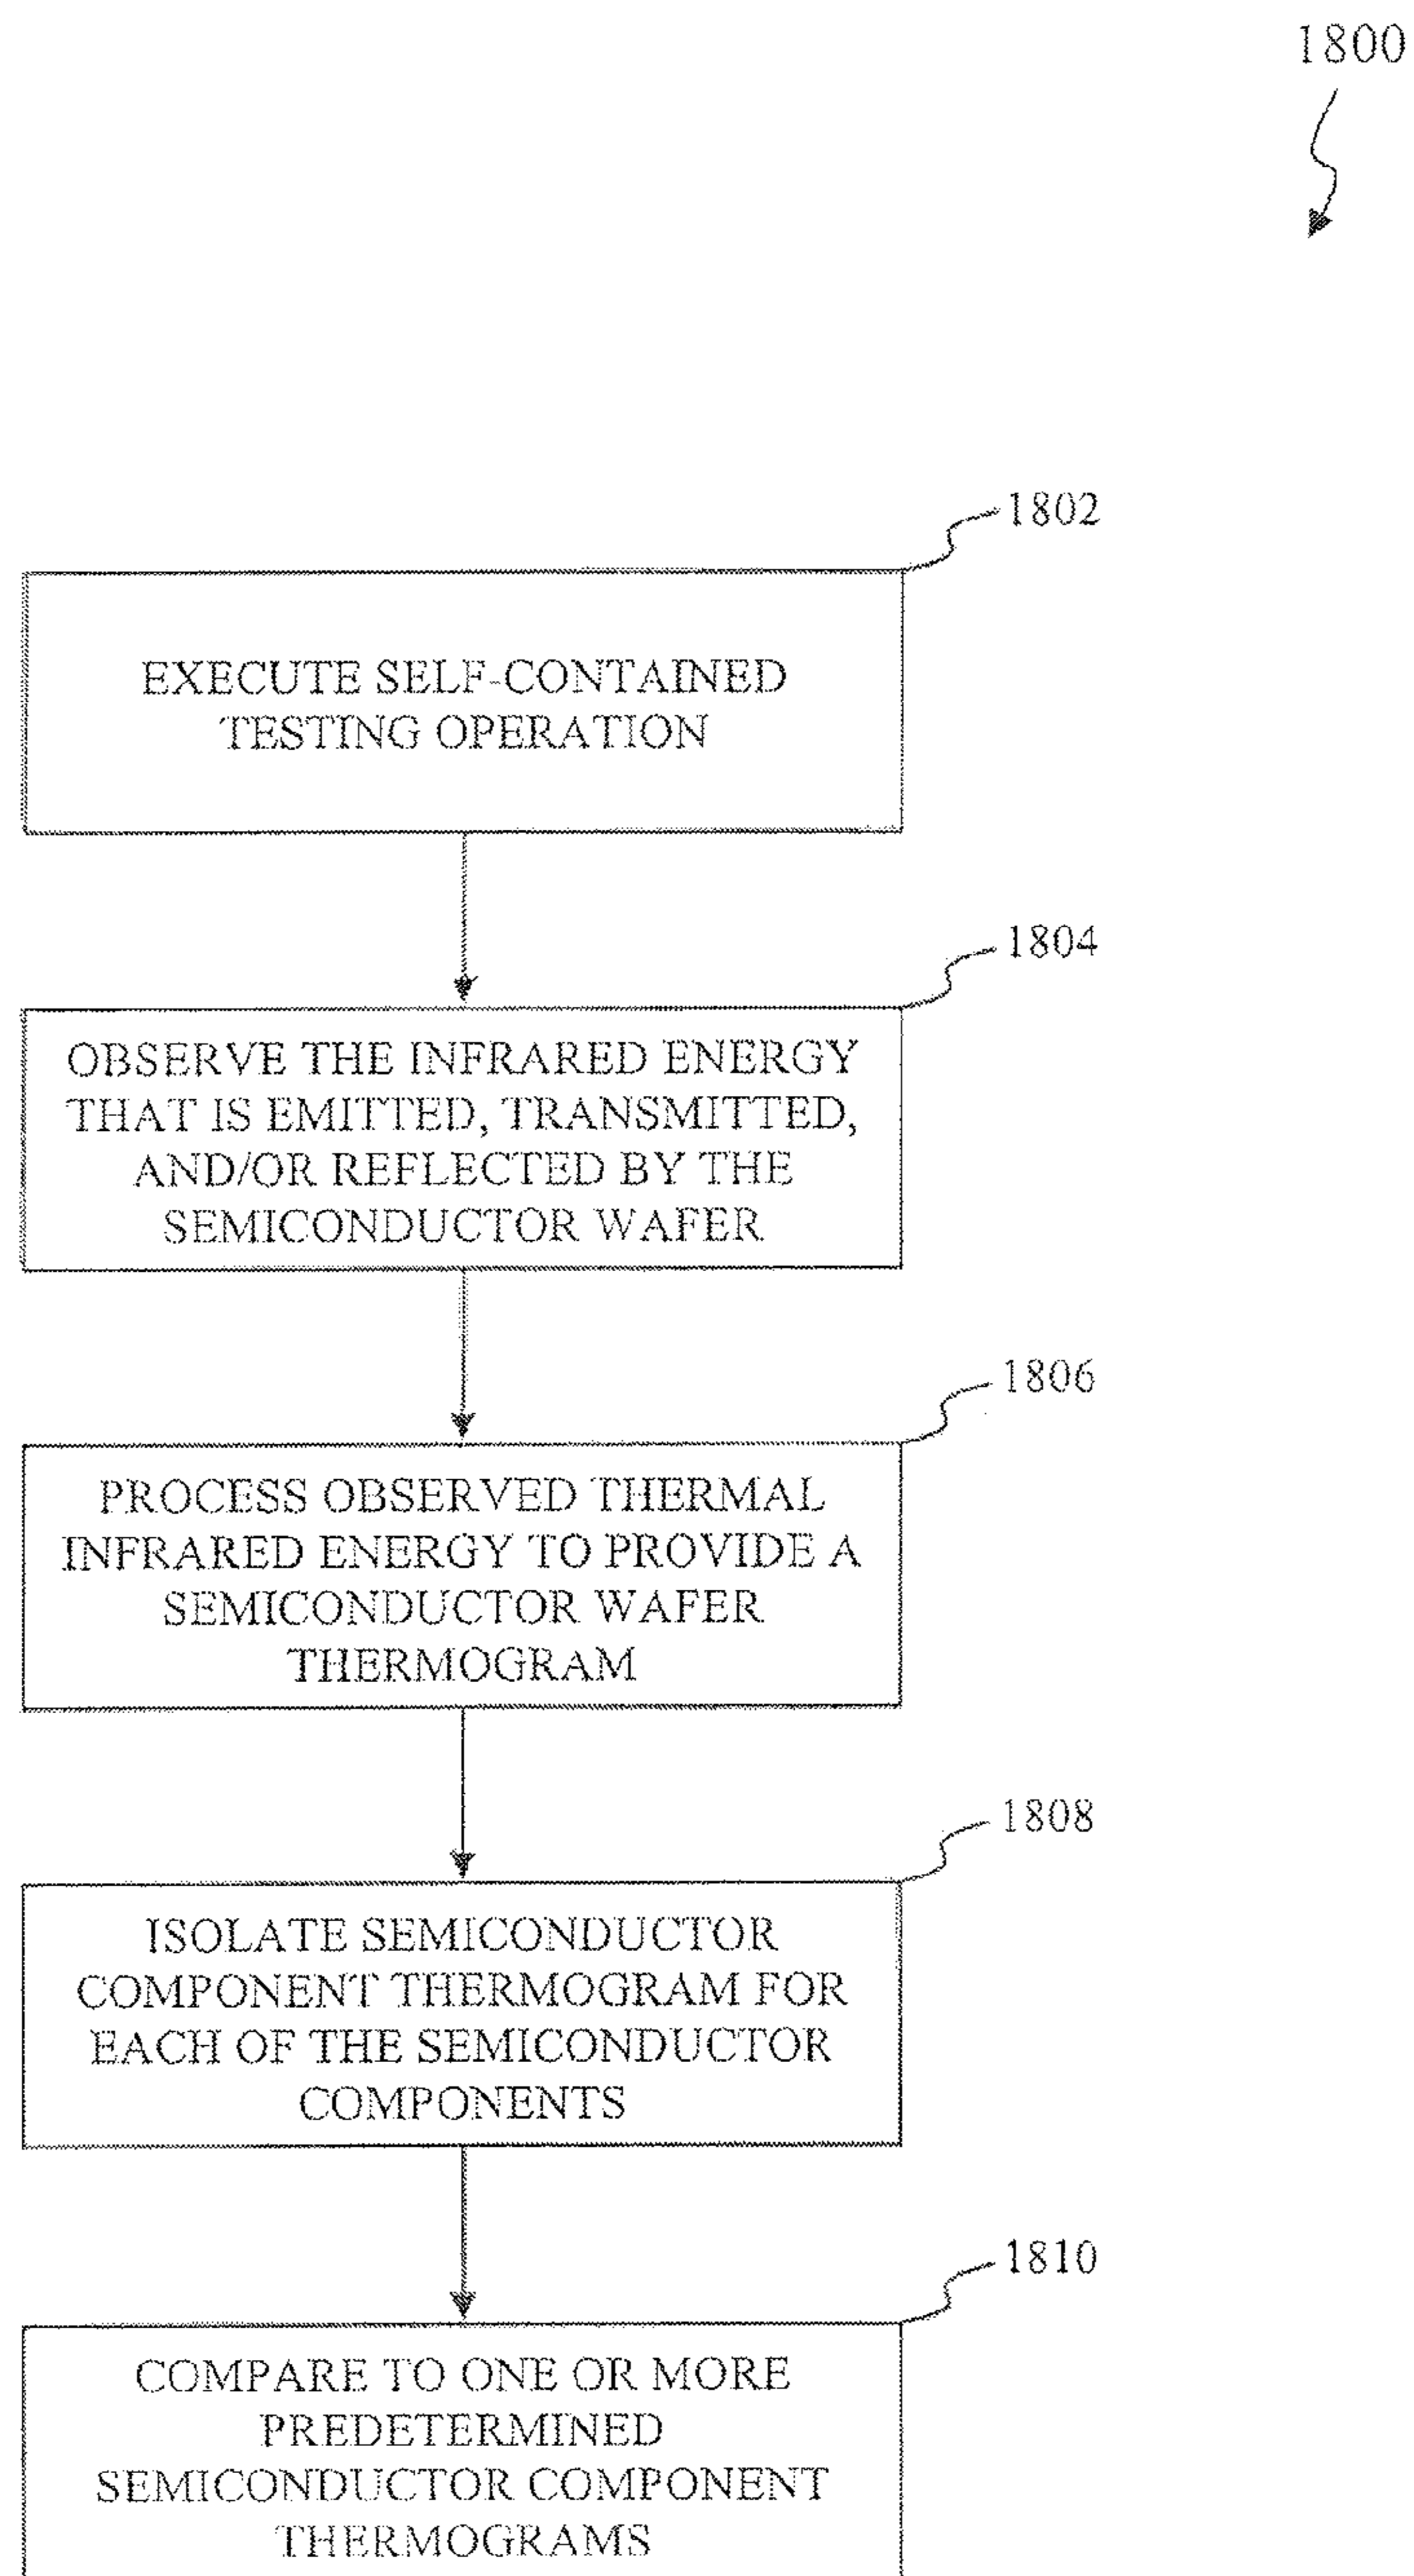 1800
1802
EXECUTE SELF-CONTAINED
TESTING OPERATION
1804
OBSERVE THE INFRARED ENERGY
THAT IS EMITTED, TRANSMITTED,
AND/OR REFLECTED BY THE
SEMICONDUCTOR WAFER
1806
PROCESS OBSERVED THERMAL
INFRARED ENERGY TO PROVIDE A
SEMICONDUCTOR WAFER
THERMOGRAM
1808
ISOLATE SEMICONDUCTOR
COMPONENT THERMOGRAM FOR
EACH OF THE SEMICONDUCTOR
COMPONENTS
1810
COMPARE TO ONE OR MORE
PREDETERMINED
SEMICONDUCTOR COMPONENT
THERMOGRAMS